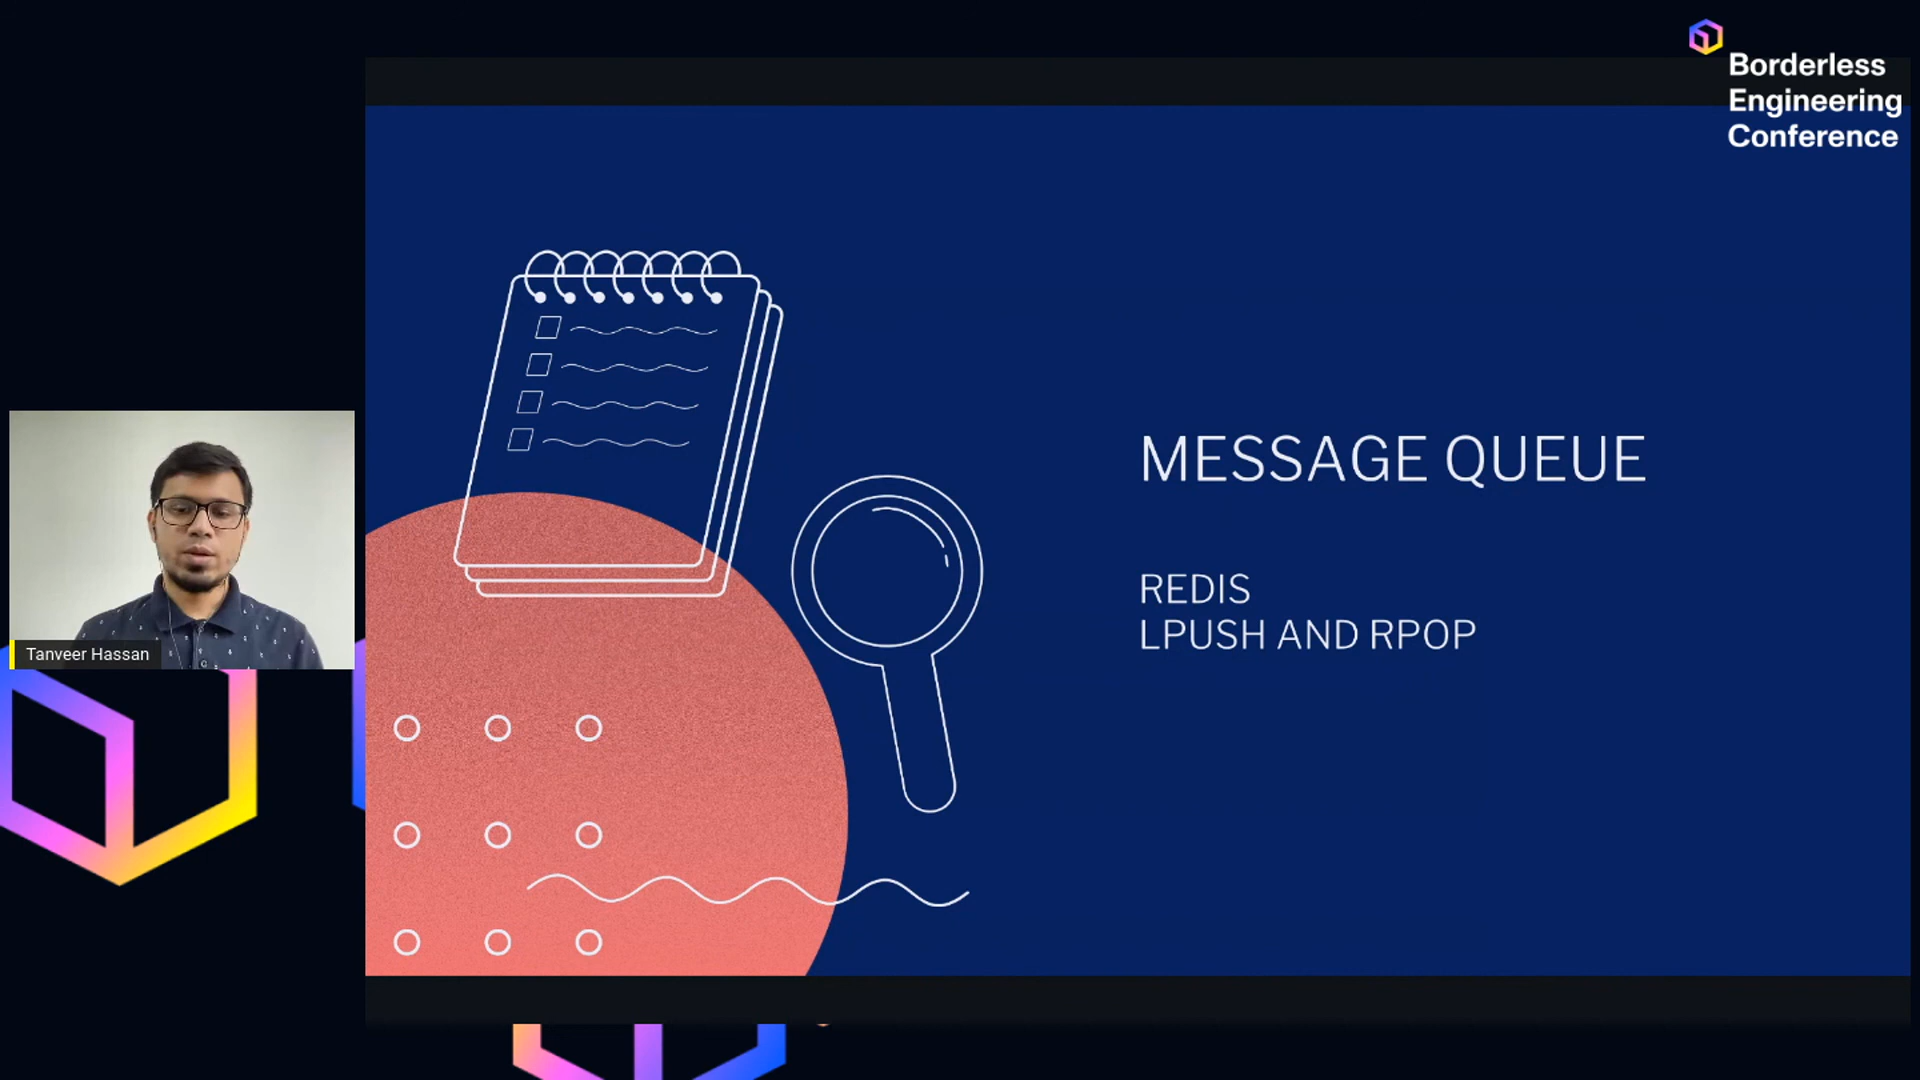 Borderless
Engineering
Conference
MESSAGE QUEUE
REDIS
LPUSH AND RPOP
Tanveer Hassan